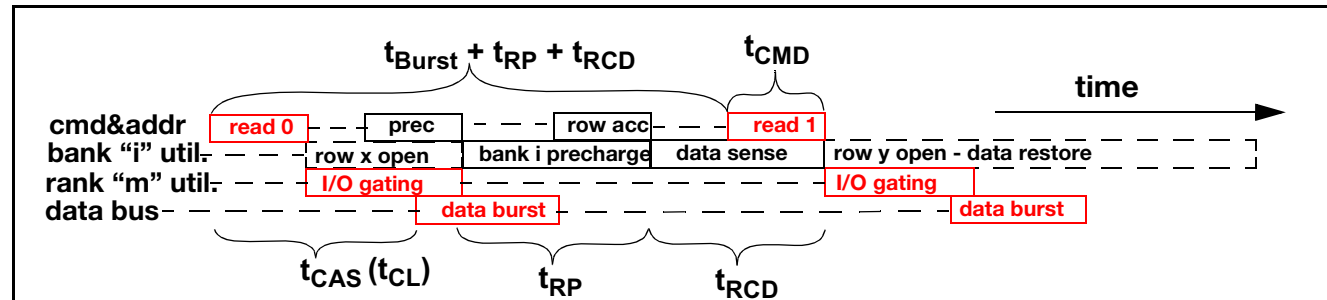 tBurst + tRP + tRCD
tCMD
time
cmd&addr read 0 prec row acc read 1
bank “i” util. row x open bank i precharge data sense row y open - data restore
rank “m” util. I/O gating I/O gating
data bus data burst data burst
tCAS (tCL)
tRP
tRCD